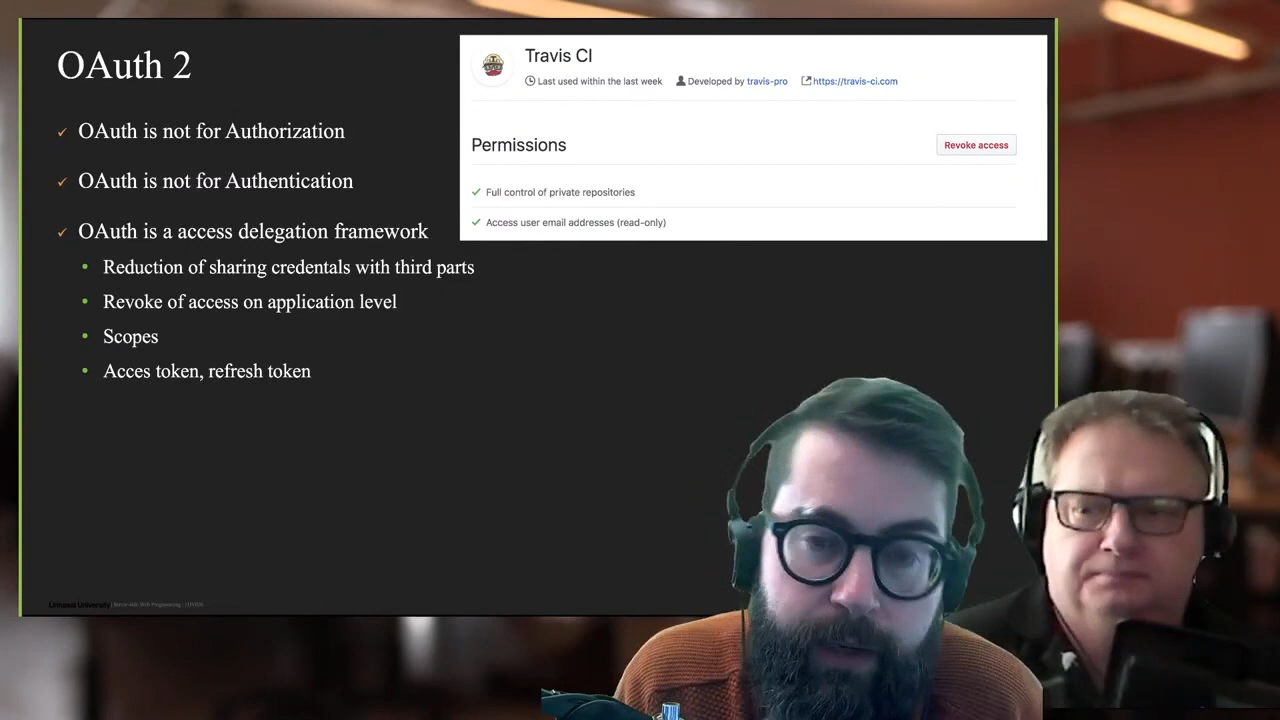 OAuth 2
OAuth is not for Authorization
OAuth is not for Authentication
OAuth is a access delegation framework
Reduction of sharing credentals with third parts
Revoke of access on application level
Scopes
Acces token, refresh token
Travis CI
Last used within the last week Developed by travis-pro https://travis-ci.com
Permissions
Revoke access
Full control of private repositories
Access user email addresses (read-only)
Linnaeus University